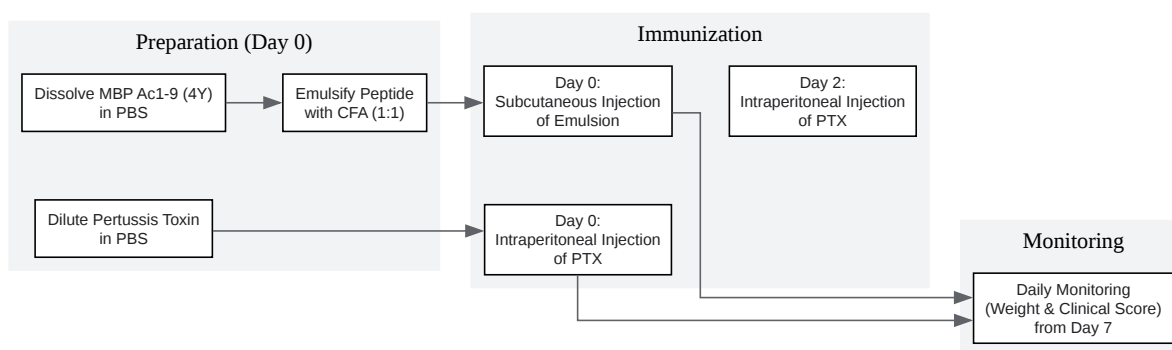 Preparation (Day 0)
Dissolve MBP Ac1-9 (4Y)
in PBS
Emulsify Peptide
with CFA (1:1)
Dilute Pertussis Toxin
in PBS
Immunization
Day 0:
Subcutaneous Injection
of Emulsion
Day 2:
Intraperitoneal Injection
of PTX
Day 0:
Intraperitoneal Injection
of PTX
Monitoring
Daily Monitoring
(Weight & Clinical Score)
from Day 7